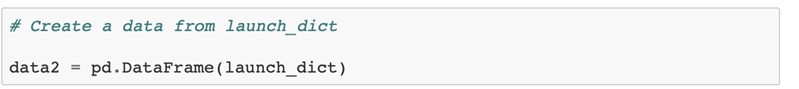 # Create a data from launch_dict
data2 = pd.DataFrame(launch_dict)